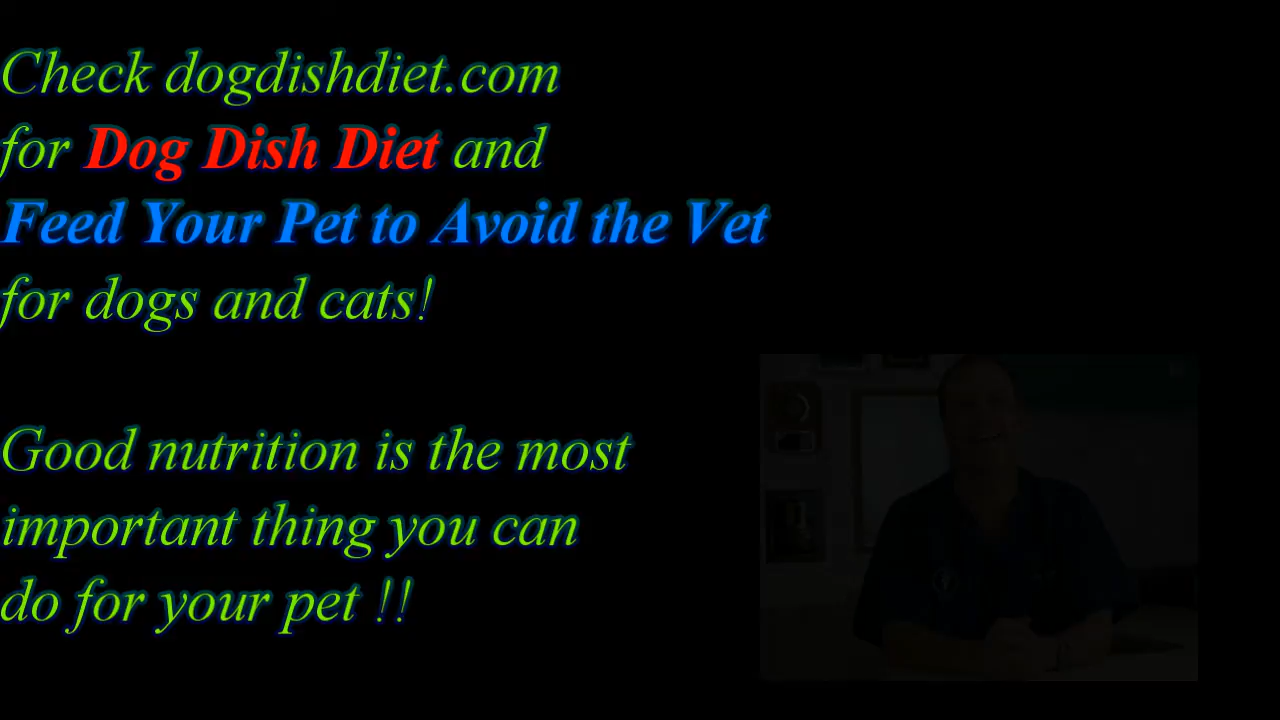 Check dogdishdiet.com
for Dog Dish Diet and
Feed Your Pet to Avoid the Vet
for dogs and cats!
Good nutrition is the most
important thing you can
do for your pet !!